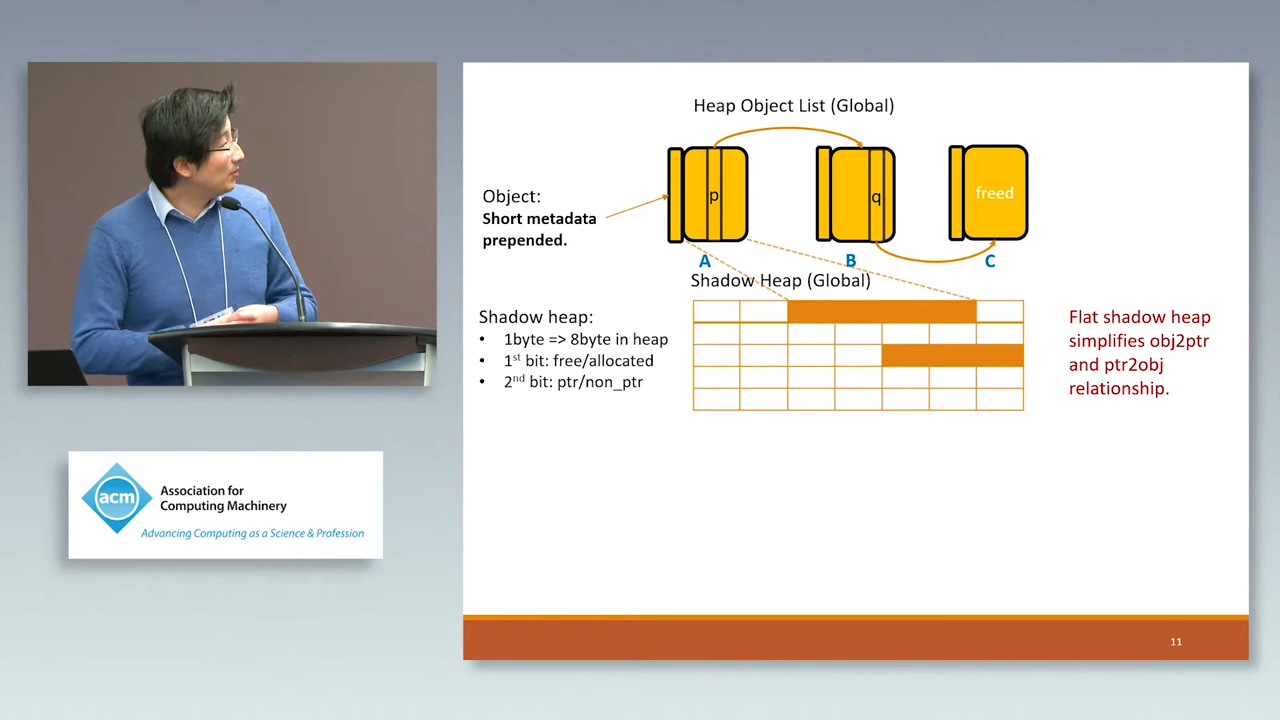 Heap Object List (Global)
Object:
Short metadata
prepended.
p
q
freed
A
B
C
Shadow Heap (Global)
Shadow heap:
• 1byte => 8byte in heap
• 1st bit: free/allocated
• 2nd bit: ptr/non_ptr
Flat shadow heap
simplifies obj2ptr
and ptr2obj
relationship.
acm
Association for
Computing Machinery
Advancing Computing as a Science & Profession
11